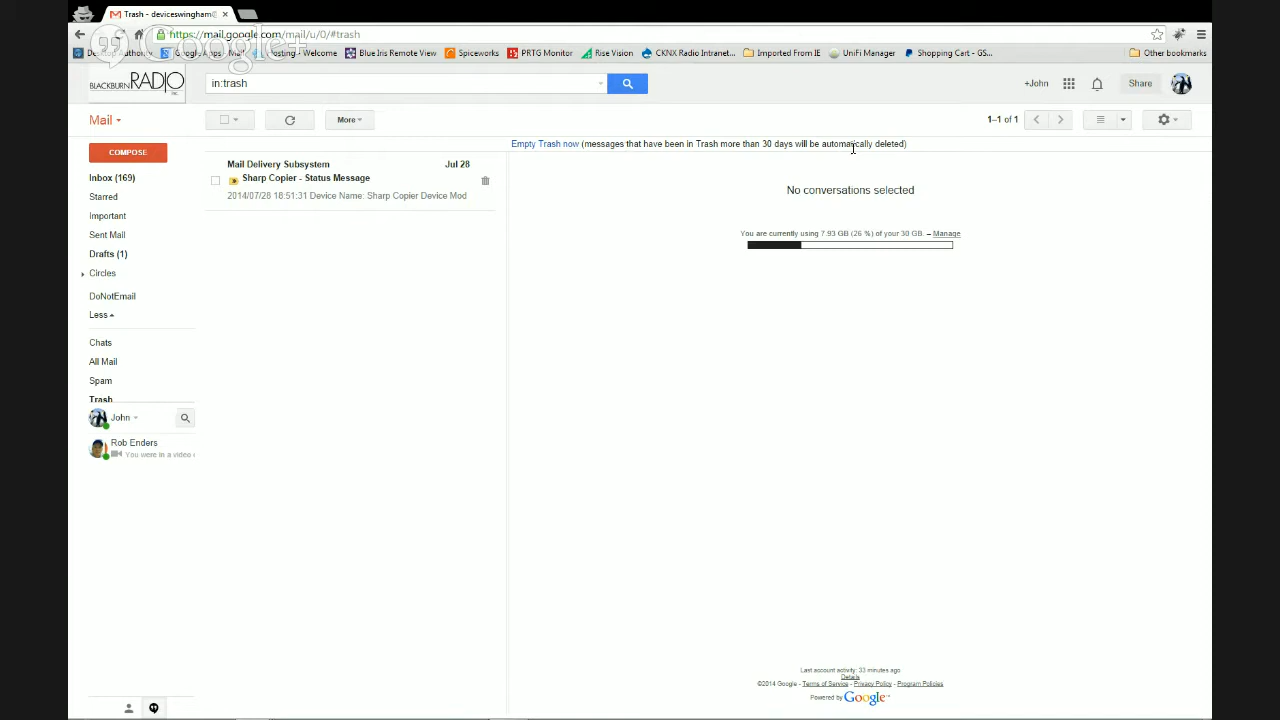 Trash - deviceswingham@
https://mail.google.com/mail/u/0/#trash
Google+
Blue Iris Remote View
Spiceworks
PRTG Monitor
Rise Vision
CKNX Radio Intranet...
Imported From IE
UniFi Manager
Shopping Cart - GS...
Other bookmarks
BLACKBURN RADIO INC.
in:trash
+John
Share
Mail
More
1–1 of 1
COMPOSE
Empty Trash now (messages that have been in Trash more than 30 days will be automatically deleted)
Inbox (169)
Starred
Important
Sent Mail
Drafts (1)
Circles
DoNotEmail
Less
Chats
All Mail
Spam
Trash
John
Rob Enders
You were in a video
Mail Delivery Subsystem
Jul 28
Sharp Copier - Status Message
2014/07/28 18:51:31 Device Name: Sharp Copier Device Mod
No conversations selected
You are currently using 7.93 GB (26 %) of your 30 GB. – Manage
Last account activity: 33 minutes ago
Details
©2014 Google - Terms of Service - Privacy Policy - Program Policies
Powered by Google™